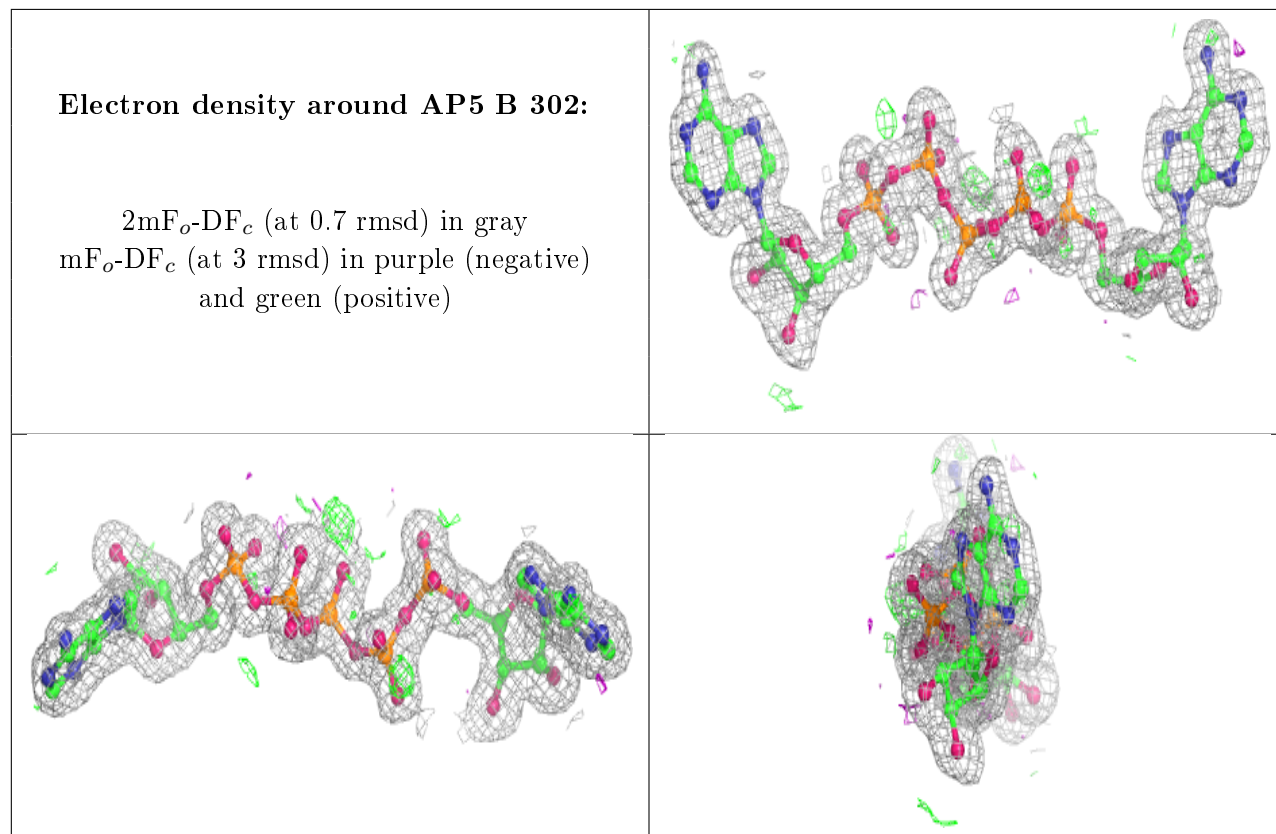 Electron density around AP5 B 302:
2mFo-DFc (at 0.7 rmsd) in gray
mFo-DFc (at 3 rmsd) in purple (negative)
and green (positive)